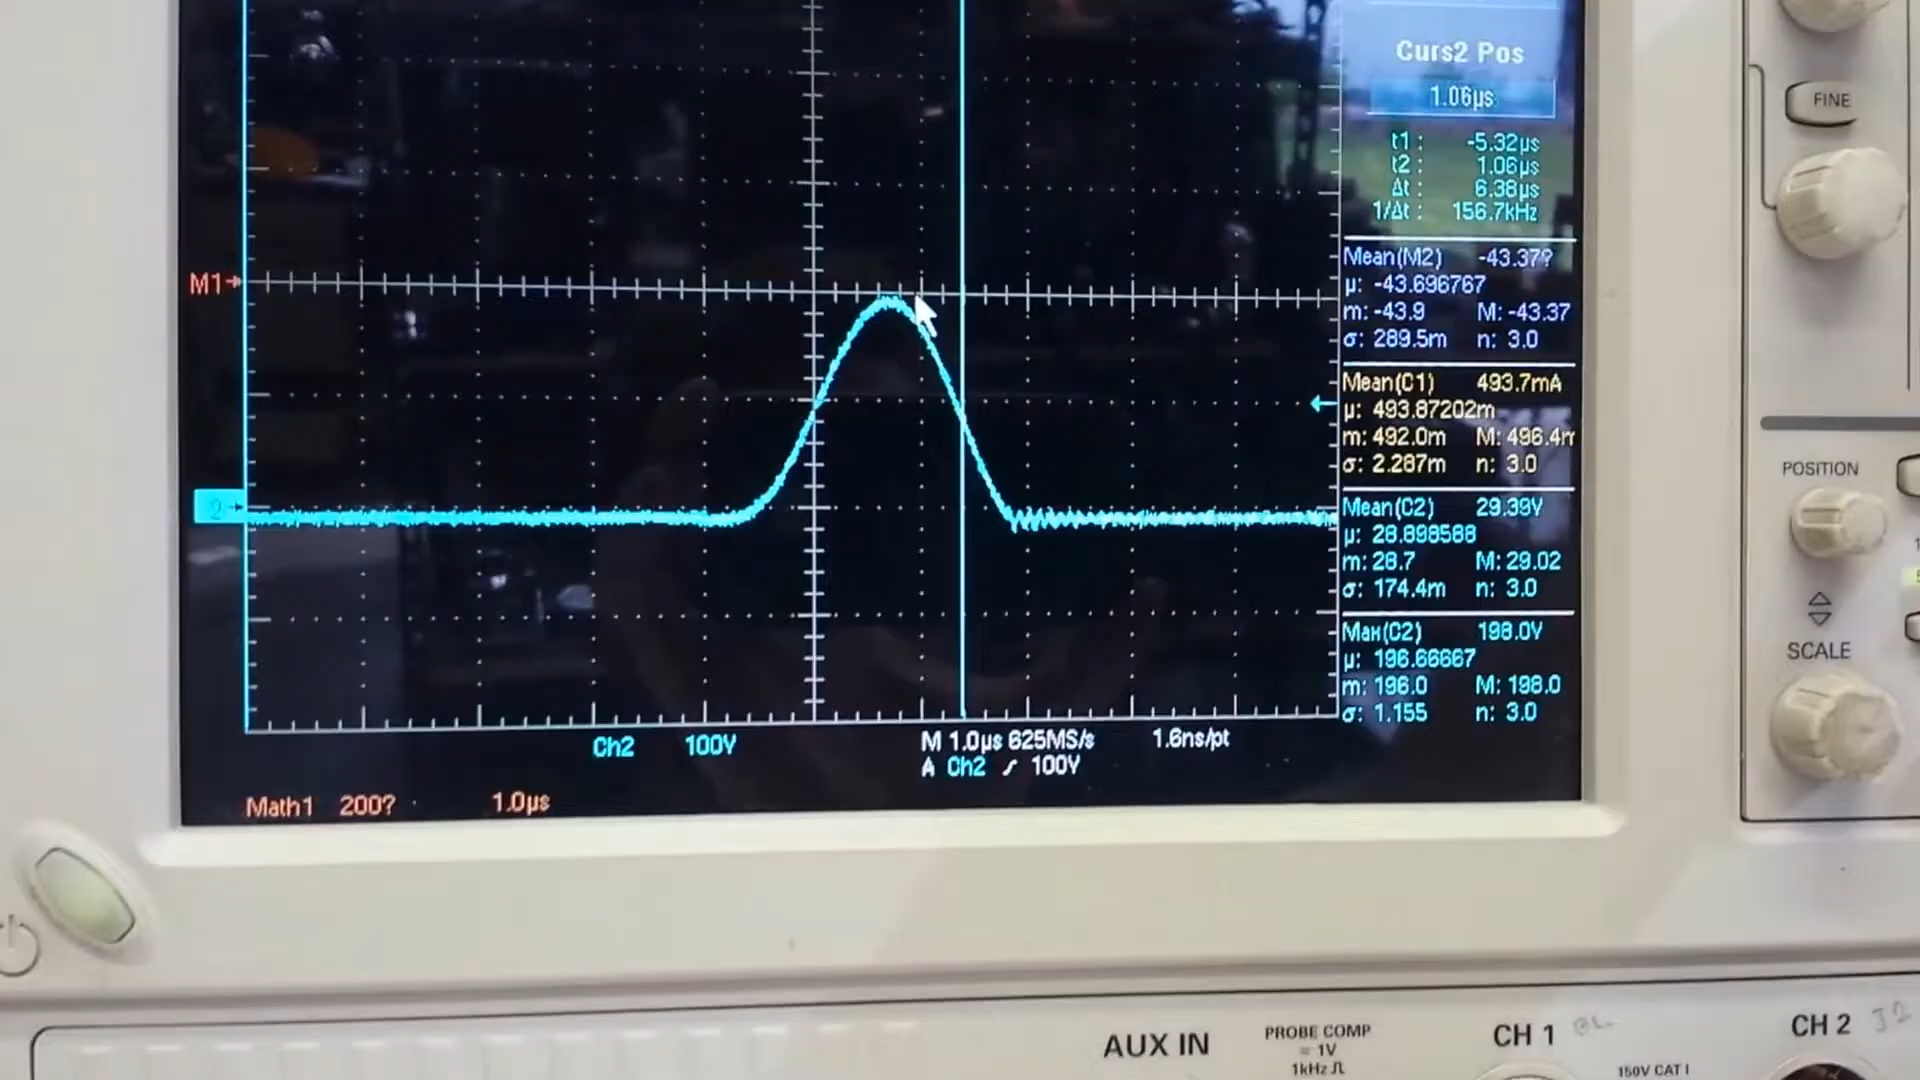 Curs2 Pos
1.06µs
t1 : -5.32µs
t2 : 1.06µs
Δt : 6.38µs
1/Δt : 156.7kHz
M1
Mean(M2) -43.37?
µ: -43.696767
m: -43.9 M: -43.37
σ: 289.5m n: 3.0
Mean(C1) 493.7mA
µ: 493.87202m
m: 492.0m M: 496.4m
σ: 2.287m n: 3.0
2
Mean(C2) 29.39V
µ: 28.898588
m: 28.7 M: 29.02
σ: 174.4m n: 3.0
Max(C2) 198.0V
µ: 196.66667
m: 196.0 M: 198.0
σ: 1.155 n: 3.0
Ch2 100V M 1.0µs 625MS/s 1.6ns/pt
A Ch2 100V
Math1 200? 1.0µs
FINE
POSITION
SCALE
AUX IN
PROBE COMP
= 1V
1kHz
CH 1
150V CAT I
CH 2